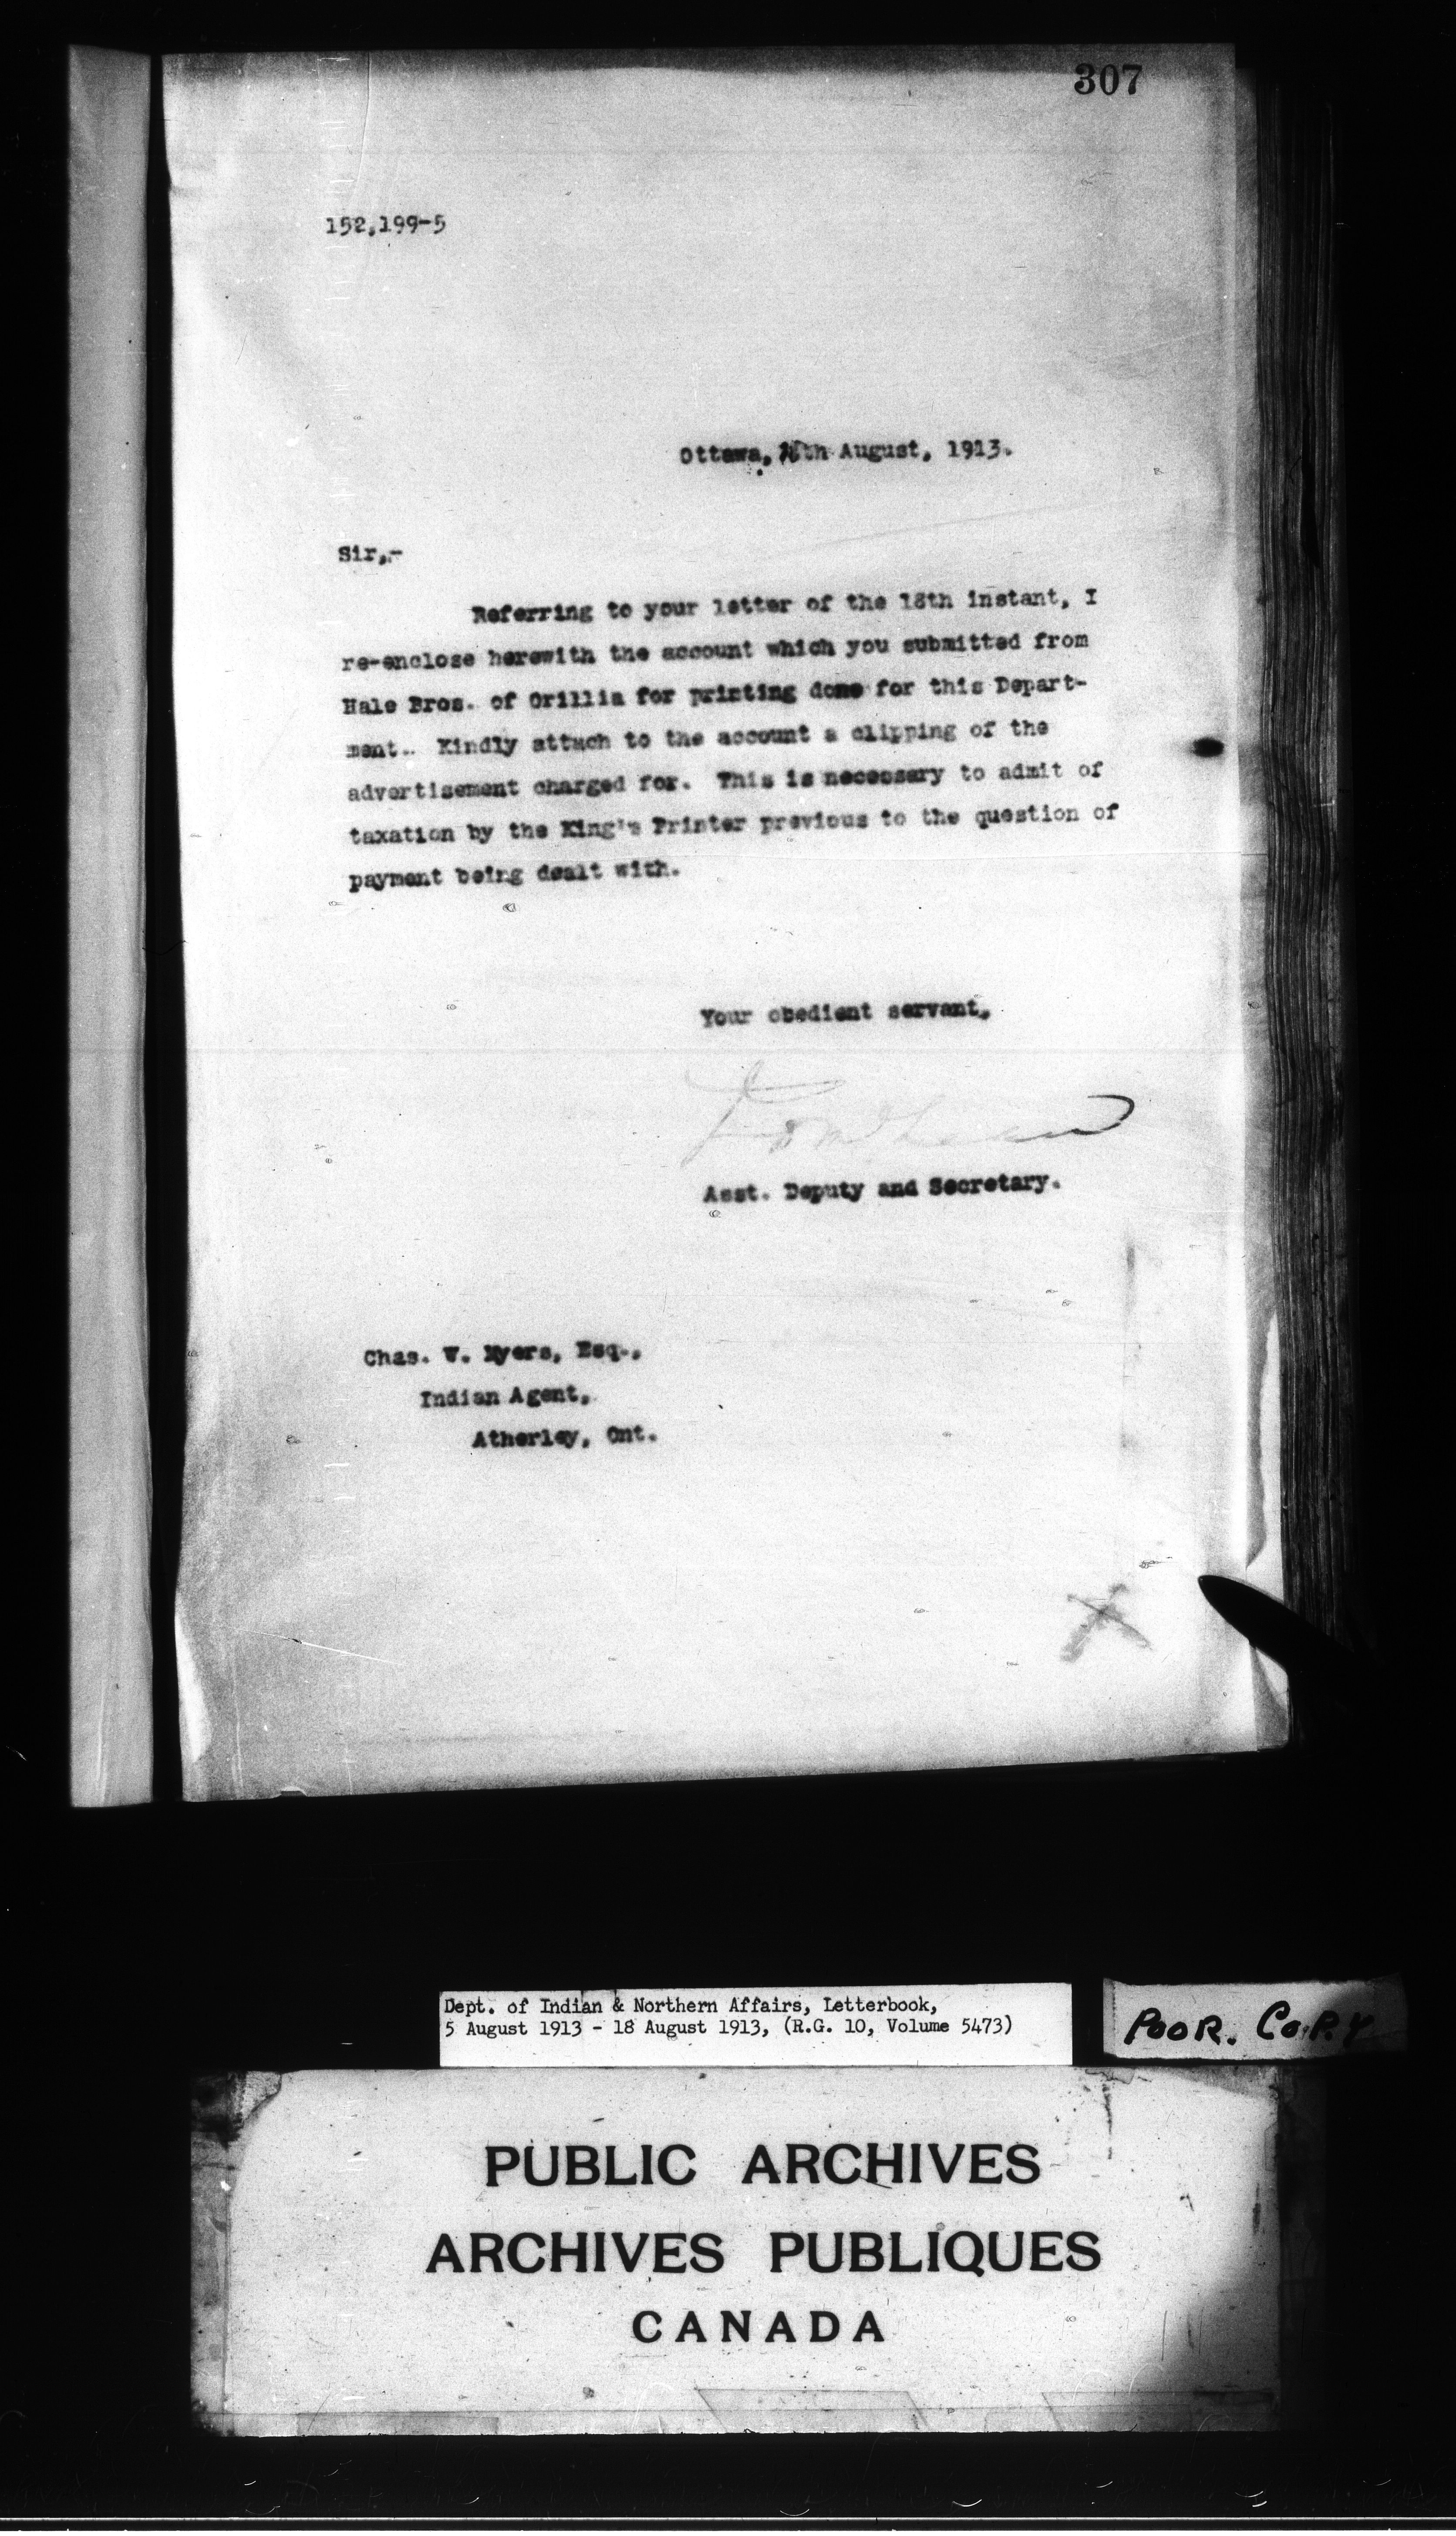 307
152,199-5
Ottawa, th August, 1913.
Sir,-
Referring to your letter of the 18th instant, I
re-enclose herewith the account which you submitted from
Hale Bros. of Orillia for printing done for this Depart-
ment. Kindly attach to the account a clipping of the
advertisement charged for. This is necessary to admit of
taxation by the King's Printer previous to the question of
payment being dealt with.
Your obedient servant,
Asst. Deputy and Secretary.
Chas. W. Myers, Esq.,
Indian Agent,
Atherley, Ont.
Dept. of Indian & Northern Affairs, Letterbook,
5 August 1913 - 18 August 1913, (R.G. 10, Volume 5473)
POOR. COPY
PUBLIC ARCHIVES
ARCHIVES PUBLIQUES
CANADA